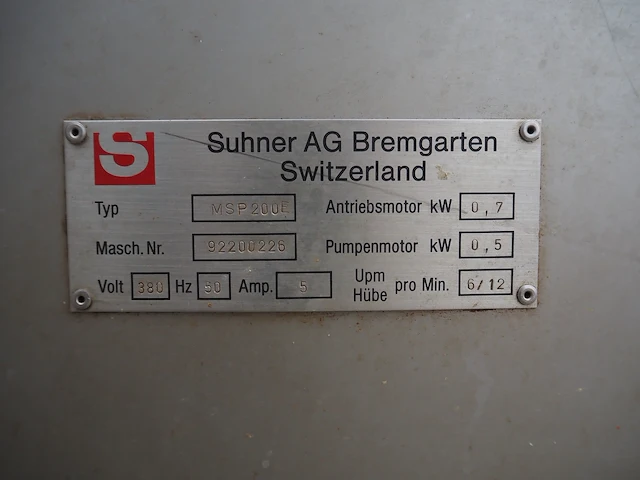 S
Suhner AG Bremgarten
Switzerland
Typ MSP200E Antriebsmotor kW 0,7
Masch. Nr. 92200226 Pumpenmotor kW 0,5
Volt 380 Hz 50 Amp. 5 Upm Hübe pro Min. 6/12